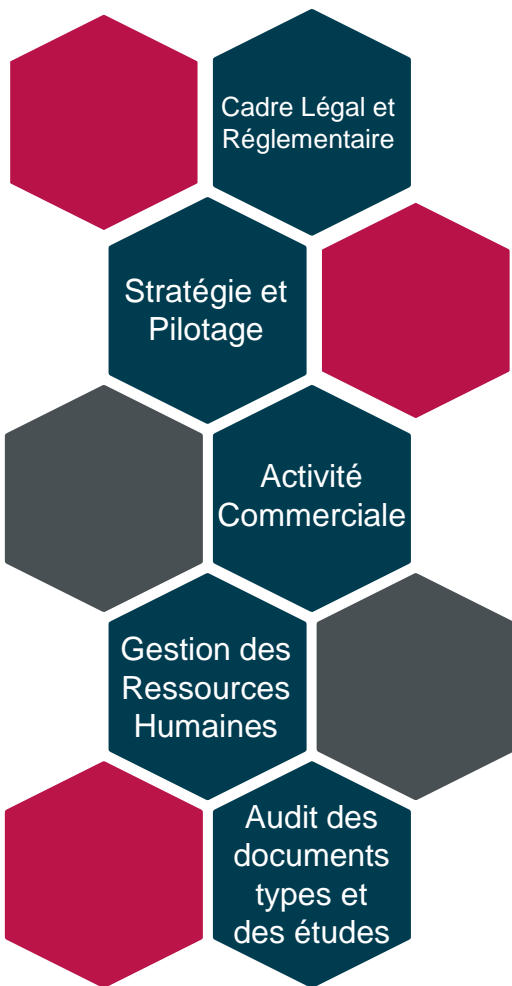 Cadre Légal et
Réglementaire
Stratégie et
Pilotage
Activité
Commerciale
Gestion des
Ressources
Humaines
Audit des
documents
types et
des études